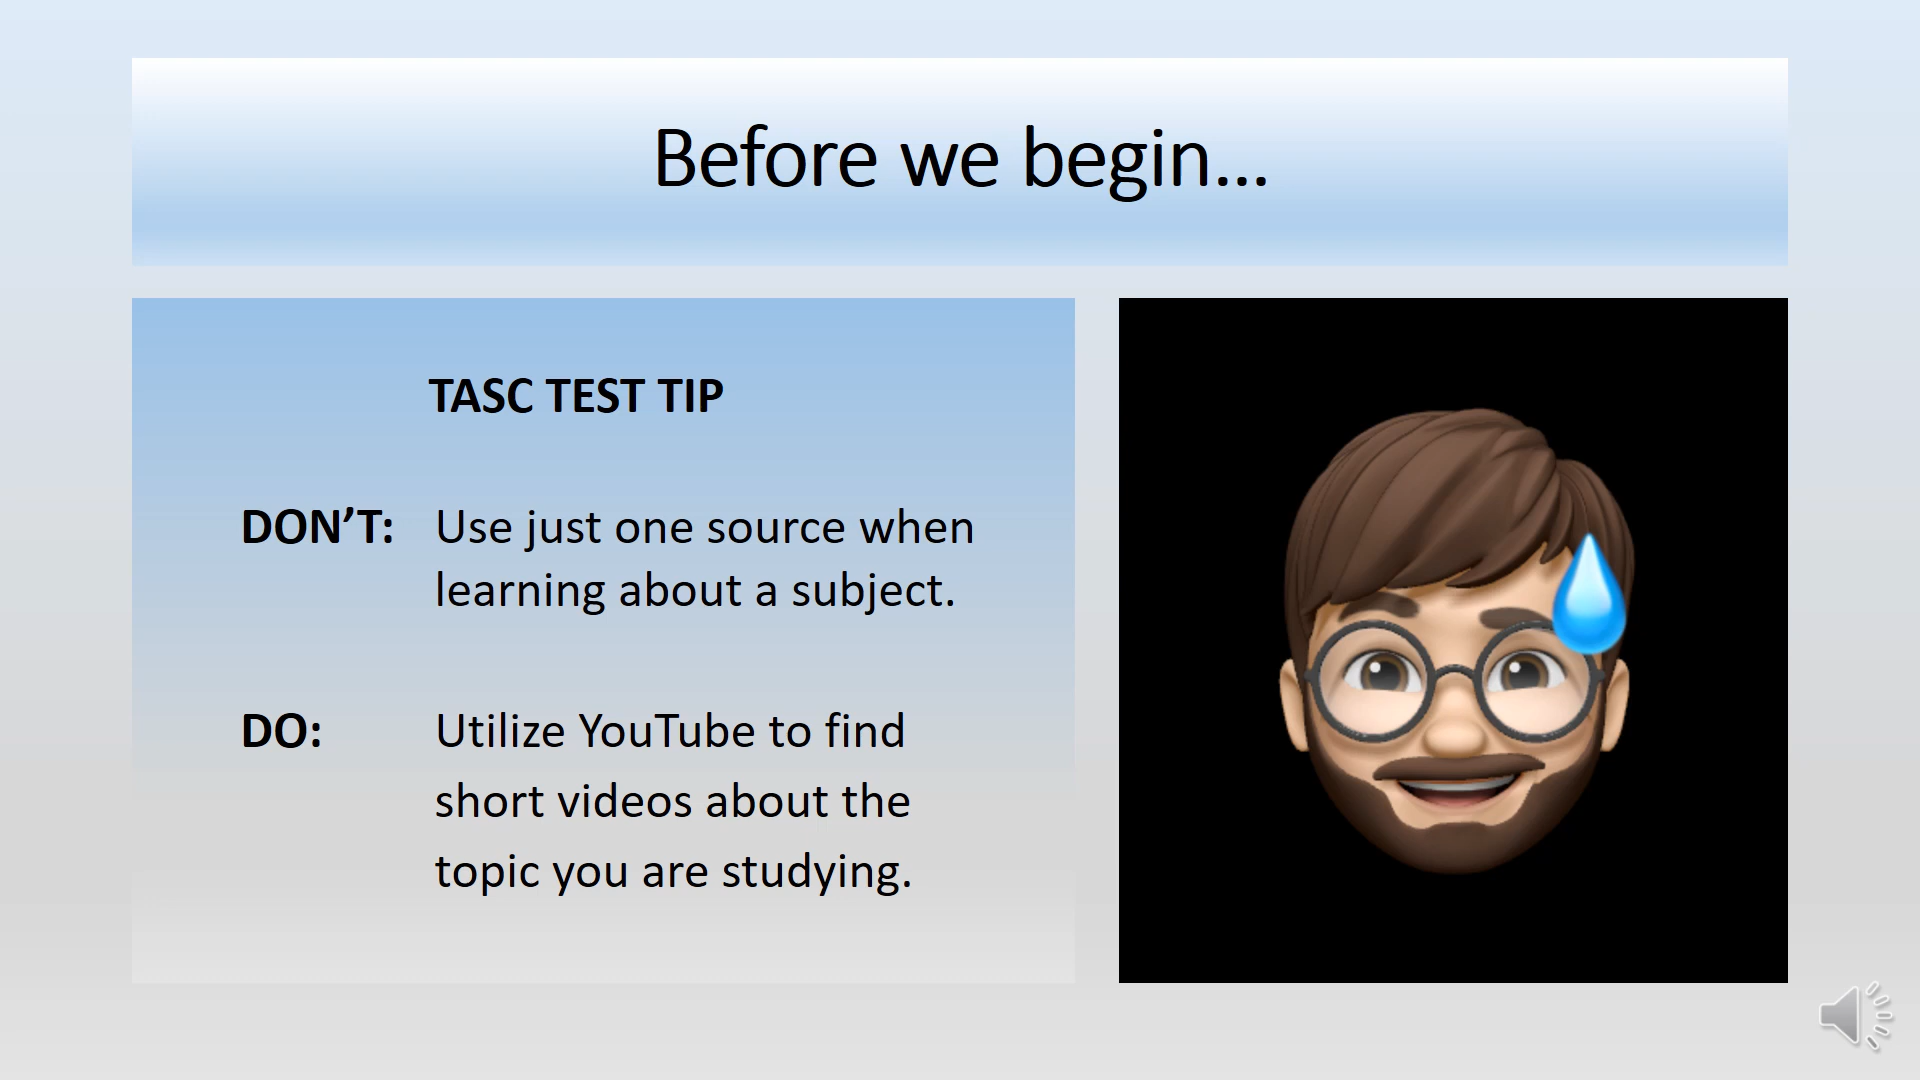 Before we begin...
TASC TEST TIP
DON’T: Use just one source when
learning about a subject.
DO: Utilize YouTube to find
short videos about the
topic you are studying.